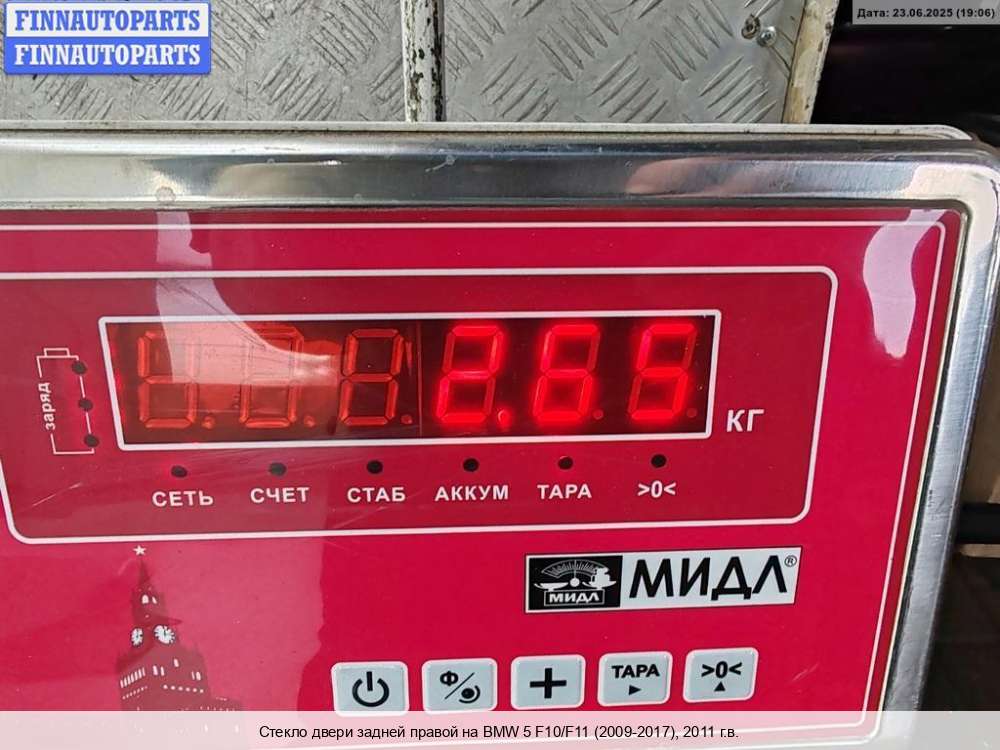 FINNAUTOPARTS
FINNAUTOPARTS
Дата: 23.06.2025 (19:06)
заряд
2.65
КГ
СЕТЬ СЧЕТ СТАБ АККУМ ТАРА >0<
МИДЛ МИДЛ®
Ф ТАРА >0<
Стекло двери задней правой на BMW 5 F10/F11 (2009-2017), 2011 г.в.